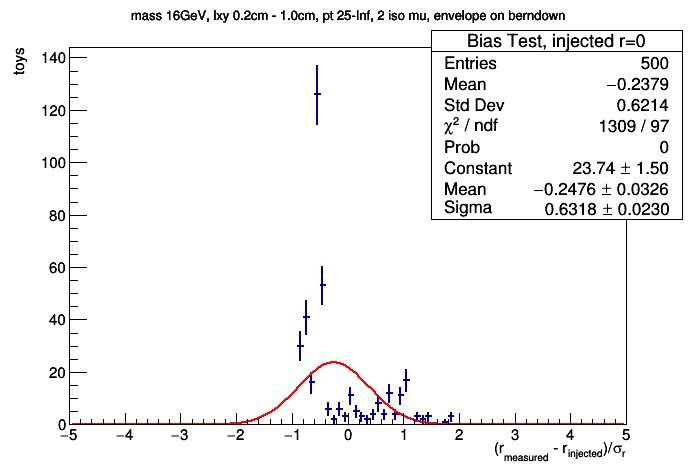 mass 16GeV, lxy 0.2cm - 1.0cm, pt 25-Inf, 2 iso mu, envelope on berndown
Bias Test, injected r=0
Entries 500
Mean −0.2379
Std Dev 0.6214
χ² / ndf 1309 / 97
Prob 0
Constant 23.74 ± 1.50
Mean −0.2476 ± 0.0326
Sigma 0.6318 ± 0.0230
toys
140
120
100
80
60
40
20
0
−5 −4 −3 −2 −1 0 1 2 3 4 5
(r_measured - r_injected)/σ_r